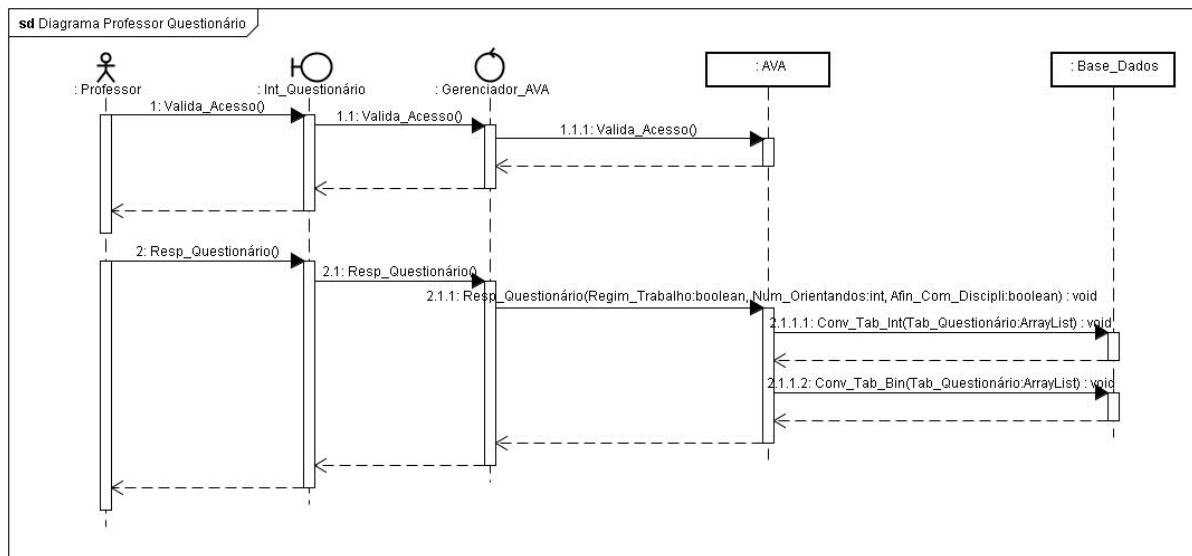 sd Diagrama Professor Questionário
: Professor
: Int_Questionário
: Gerenciador_AVA
: AVA
: Base_Dados
1: Valida_Acesso()
1.1: Valida_Acesso()
1.1.1: Valida_Acesso()
2: Resp_Questionário()
2.1: Resp_Questionário()
2.1.1: Resp_Questionário(Regim_Trabalho:boolean, Num_Orientandos:int, Afin_Com_Discipli:boolean) : void
2.1.1.1: Conv_Tab_Int(Tab_Questionário:ArrayList) : void
2.1.1.2: Conv_Tab_Bin(Tab_Questionário:ArrayList) : void